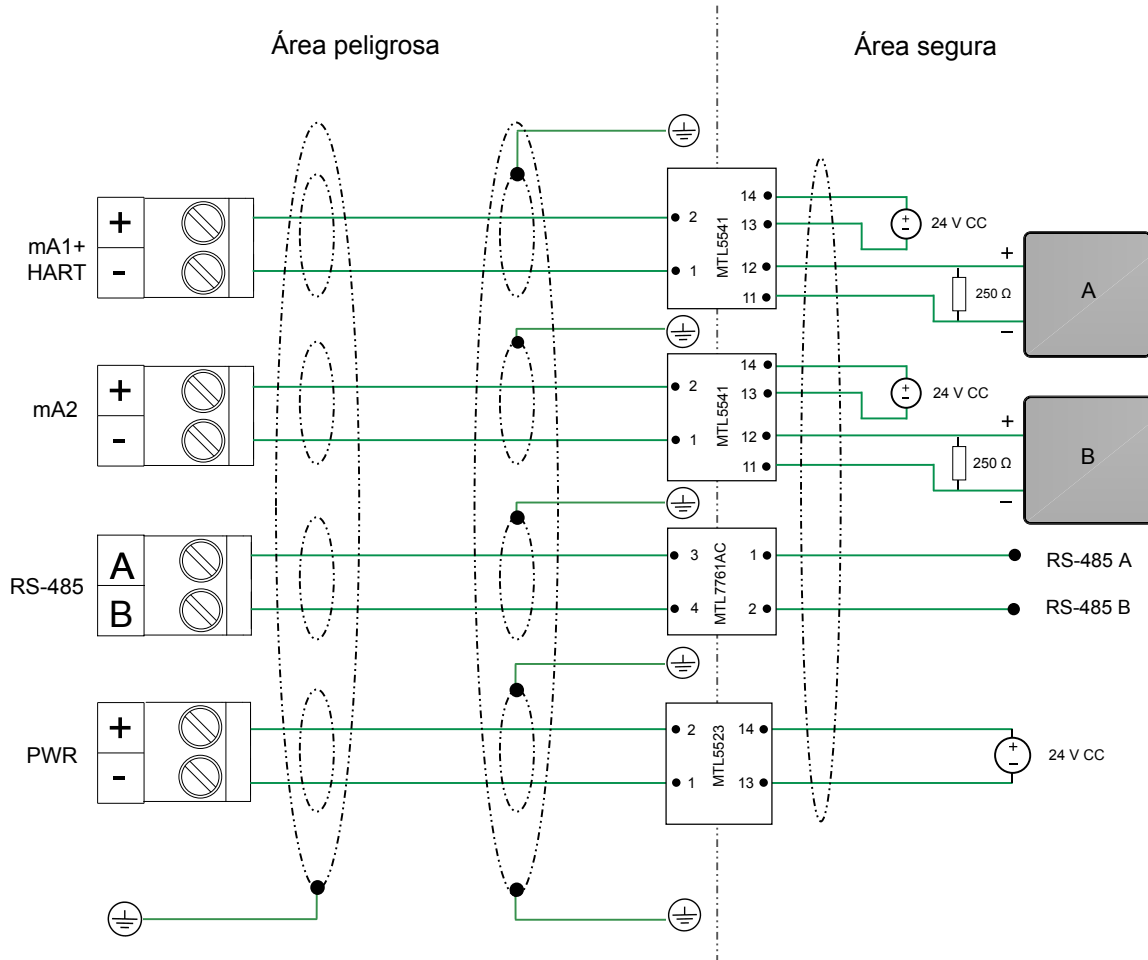 Área peligrosa
Área segura
mA1+
HART
+
-
2
1
MTL5541
14
13
12
11
+
-
24 V CC
250 Ω
+
–
A
mA2
+
-
2
1
MTL5541
14
13
12
11
+
-
24 V CC
250 Ω
+
–
B
RS-485
A
B
3
4
MTL7761AC
1
2
RS-485 A
RS-485 B
PWR
+
-
2
1
MTL5523
14
13
+
-
24 V CC